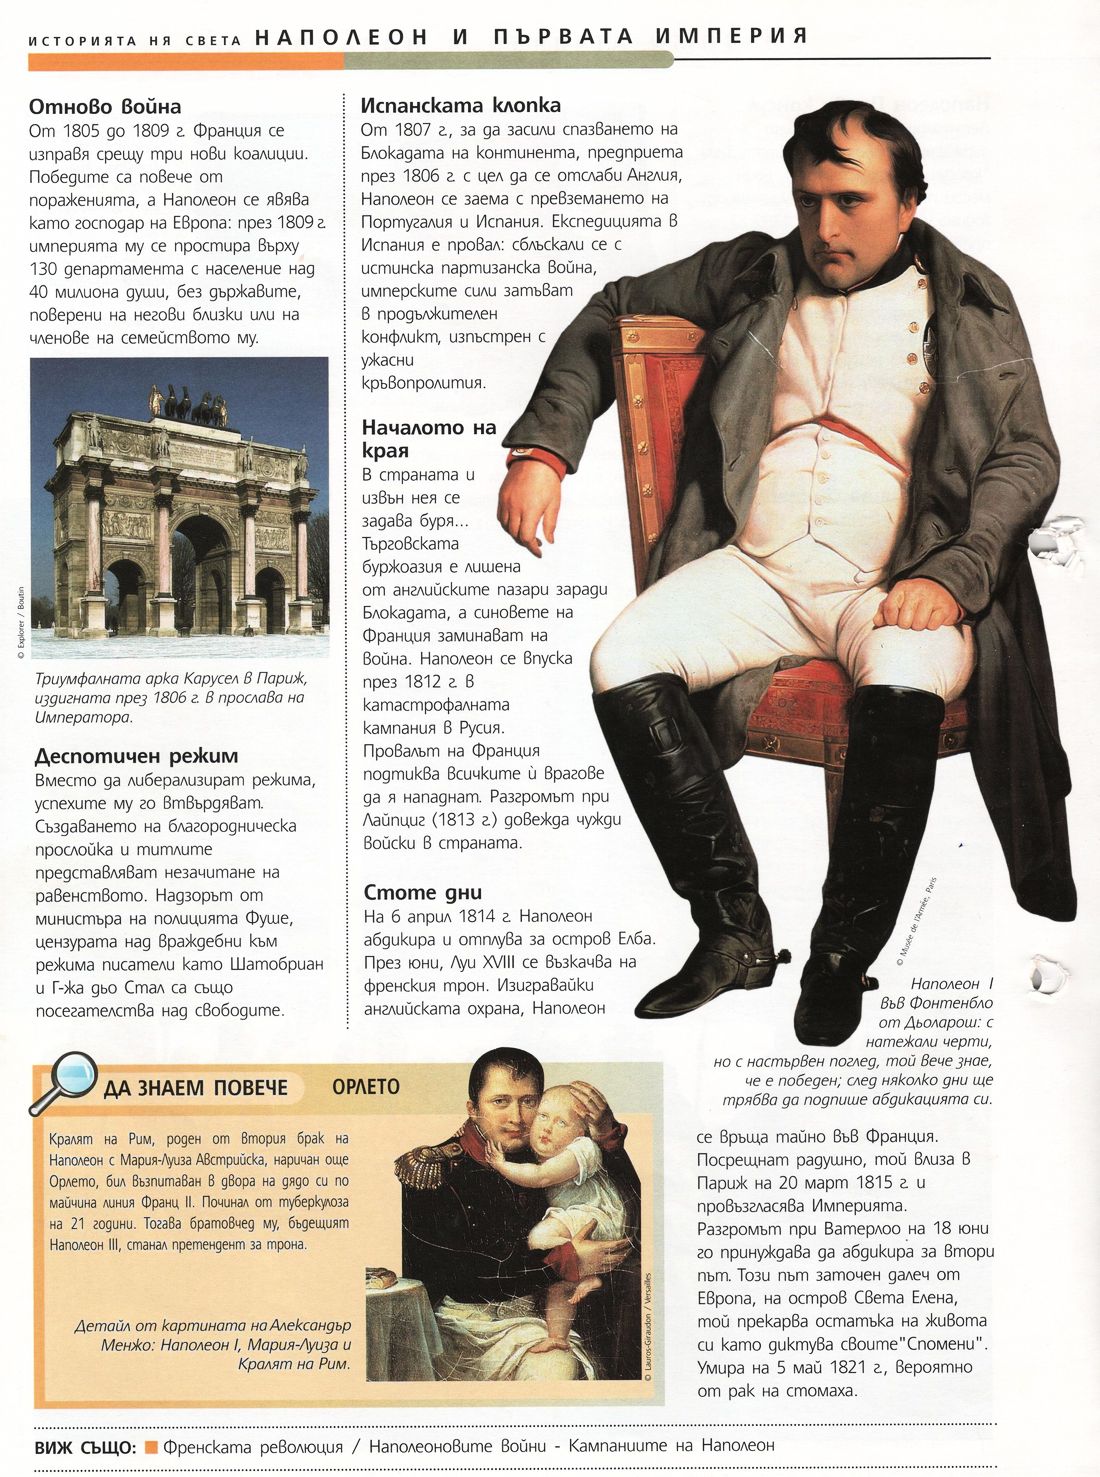 ИСТОРИЯТА НЯ СВЕТА НАПОЛЕОН И ПЪРВАТА ИМПЕРИЯ
Отново война
От 1805 до 1809 г. Франция се
изправя срещу три нови коалиции.
Победите са повече от
пораженията, а Наполеон се явява
като господар на Европа: през 1809 г.
империята му се простира върху
130 департамента с население над
40 милиона души, без държавите,
поверени на негови близки или на
членове на семейството му.
© Explorer / Boutin
Триумфалната арка Карусел в Париж,
издигната през 1806 г. в прослава на
Императора.
Деспотичен режим
Вместо да либерализират режима,
успехите му го втвърдяват.
Създаването на благородническа
прослойка и титлите
представляват незачитане на
равенството. Надзорът от
министъра на полицията Фуше,
цензурата над враждебни към
режима писатели като Шатобриан
и Г-жа дьо Стал са също
посегателства над свободите.
Испанската клопка
От 1807 г., за да засили спазването на
Блокадата на континента, предприета
през 1806 г. с цел да се отслаби Англия,
Наполеон се заема с превземането на
Португалия и Испания. Експедицията в
Испания е провал: сблъскали се с
истинска партизанска война,
имперските сили затъват
в продължителен
конфликт, изпъстрен с
ужасни
кръвопролития.
Началото на
края
В страната и
извън нея се
задава буря...
Търговската
буржоазия е лишена
от английските пазари заради
Блокадата, а синовете на
Франция заминават на
война. Наполеон се впуска
през 1812 г. в
катастрофалната
кампания в Русия.
Провалът на Франция
подтиква всичките ѝ врагове
да я нападнат. Разгромът при
Лайпциг (1813 г.) довежда чужди
войски в страната.
Стоте дни
На 6 април 1814 г. Наполеон
абдикира и отплува за остров Елба.
През юни, Луи XVIII се възкачва на
френския трон. Изигравайки
английската охрана, Наполеон
© Musée de l'Armée, Paris
Наполеон I
във Фонтенбло
от Дьоларош: с
натежали черти,
но с настървен поглед, той вече знае,
че е победен; след няколко дни ще
трябва да подпише абдикацията си.
се връща тайно във Франция.
Посрещнат радушно, той влиза в
Париж на 20 март 1815 г. и
провъзгласява Империята.
Разгромът при Ватерлоо на 18 юни
го принуждава да абдикира за втори
път. Този път заточен далеч от
Европа, на остров Света Елена,
той прекарва остатъка на живота
си като диктува своите"Спомени".
Умира на 5 май 1821 г., вероятно
от рак на стомаха.
ДА ЗНАЕМ ПОВЕЧЕ ОРЛЕТО
Кралят на Рим, роден от втория брак на
Наполеон с Мария-Луиза Австрийска, наричан още
Орлето, бил възпитаван в двора на дядо си по
майчина линия Франц II. Починал от туберкулоза
на 21 години. Тогава братовчед му, бъдещият
Наполеон III, станал претендент за трона.
Детайл от картината на Александър
Менжо: Наполеон I, Мария-Луиза и
Кралят на Рим.
© Lauros-Giraudon / Versailles
ВИЖ СЪЩО: Френската революция / Наполеоновите войни - Кампаниите на Наполеон